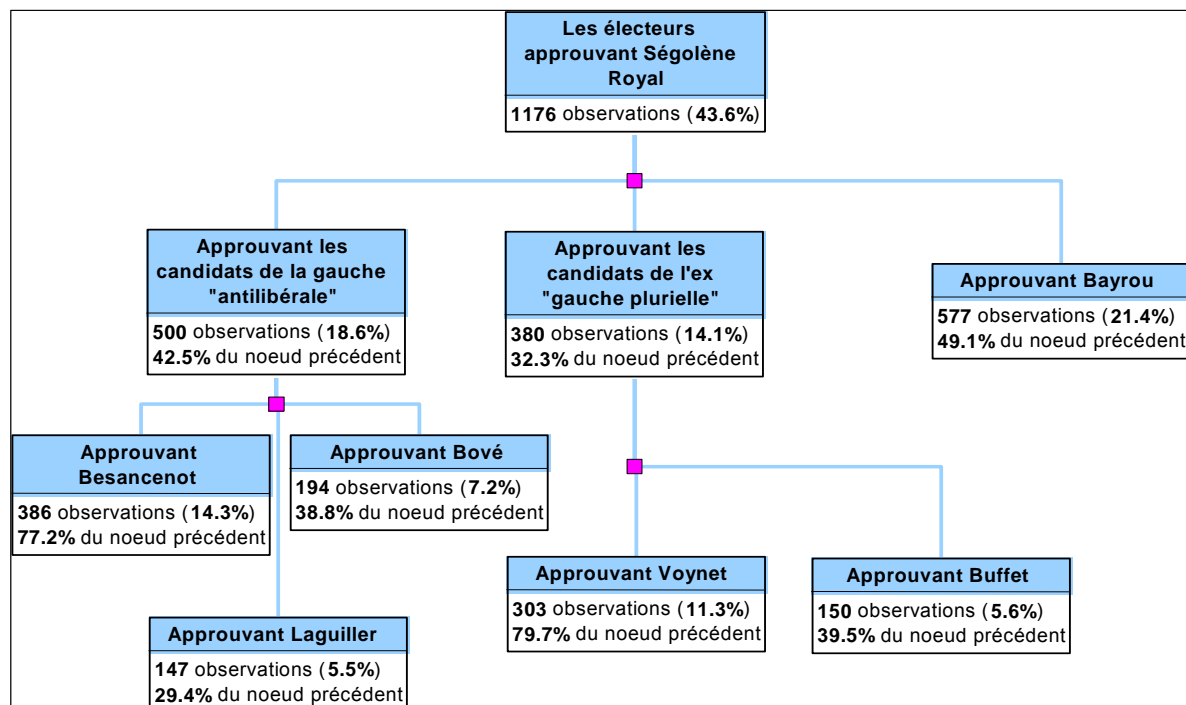 Les électeurs
approuvant Ségolène
Royal
1176 observations (43.6%)
Approuvant les
candidats de la gauche
"antilibérale"
500 observations (18.6%)
42.5% du noeud précédent
Approuvant les
candidats de l'ex
"gauche plurielle"
380 observations (14.1%)
32.3% du noeud précédent
Approuvant Bayrou
577 observations (21.4%)
49.1% du noeud précédent
Approuvant
Besancenot
386 observations (14.3%)
77.2% du noeud précédent
Approuvant Bové
194 observations (7.2%)
38.8% du noeud précédent
Approuvant Laguiller
147 observations (5.5%)
29.4% du noeud précédent
Approuvant Voynet
303 observations (11.3%)
79.7% du noeud précédent
Approuvant Buffet
150 observations (5.6%)
39.5% du noeud précédent